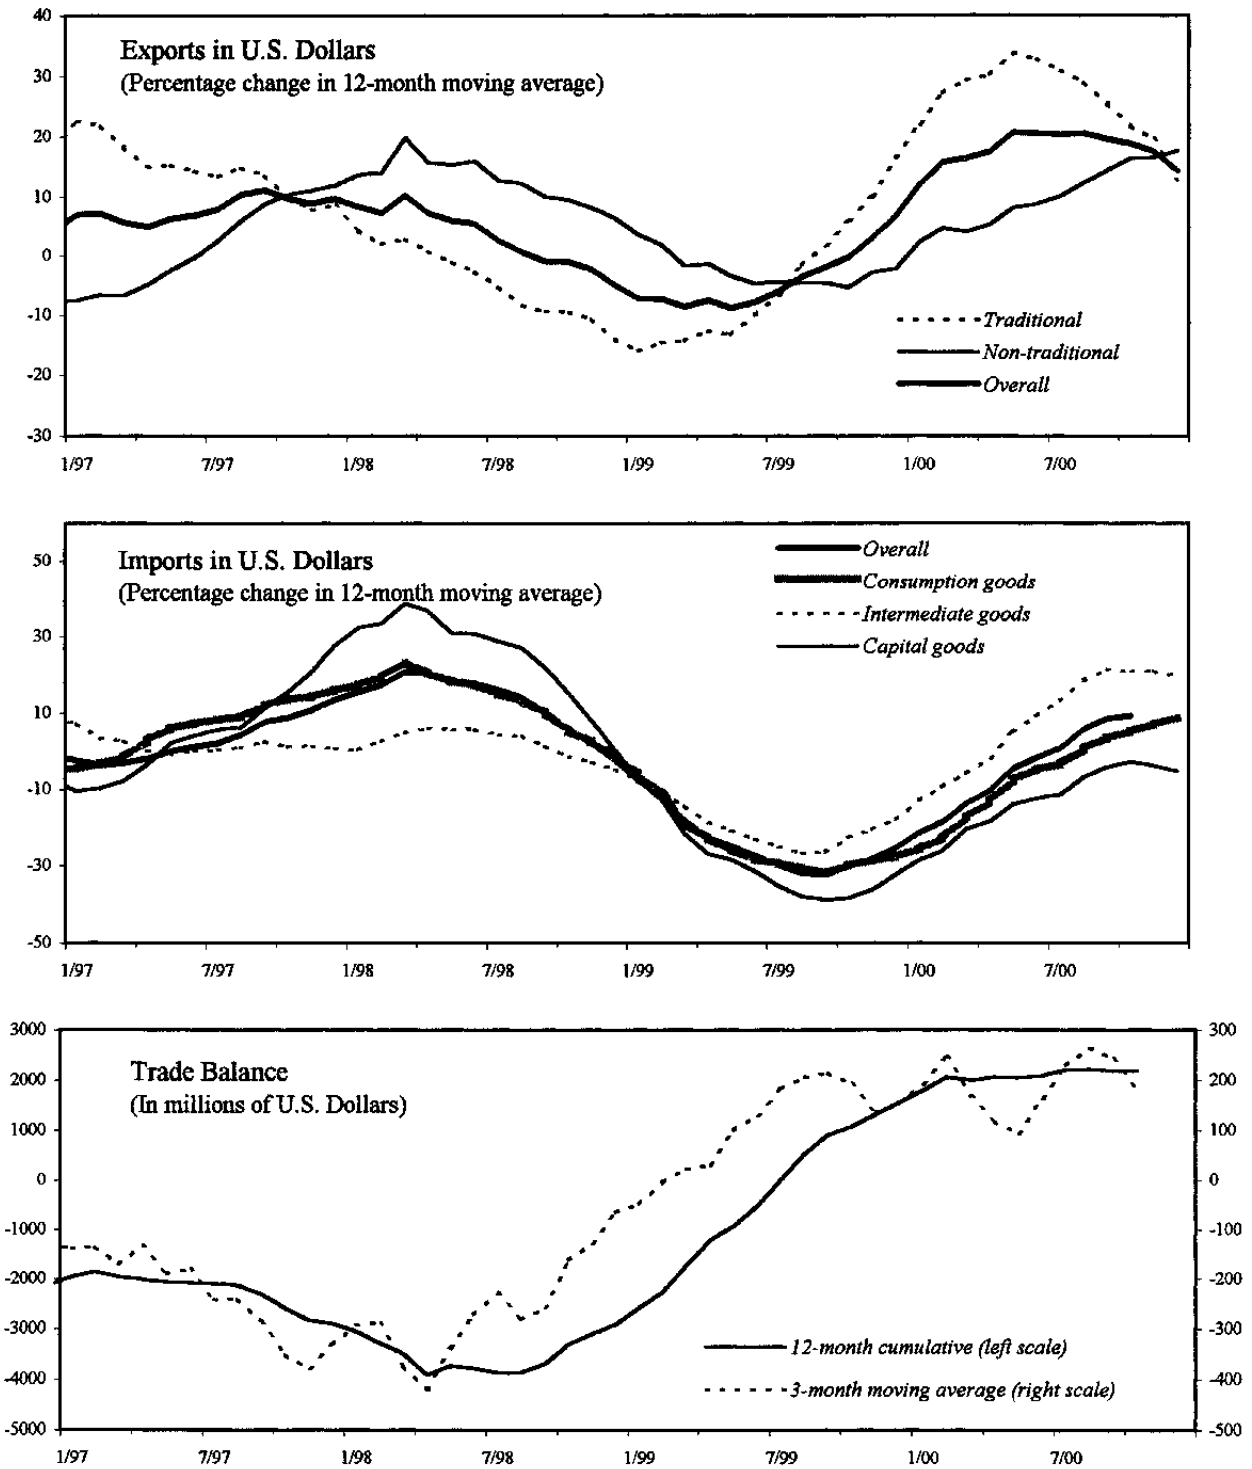 Exports in U.S. Dollars
(Percentage change in 12-month moving average)
40
30
20
10
0
-10
-20
-30
Traditional
Non-traditional
Overall
1/97 7/97 1/98 7/98 1/99 7/99 1/00 7/00
Imports in U.S. Dollars
(Percentage change in 12-month moving average)
50
30
10
-10
-30
-50
Overall
Consumption goods
Intermediate goods
Capital goods
1/97 7/97 1/98 7/98 1/99 7/99 1/00 7/00
Trade Balance
(In millions of U.S. Dollars)
3000
2000
1000
0
-1000
-2000
-3000
-4000
-5000
300
200
100
0
-100
-200
-300
-400
-500
12-month cumulative (left scale)
3-month moving average (right scale)
1/97 7/97 1/98 7/98 1/99 7/99 1/00 7/00